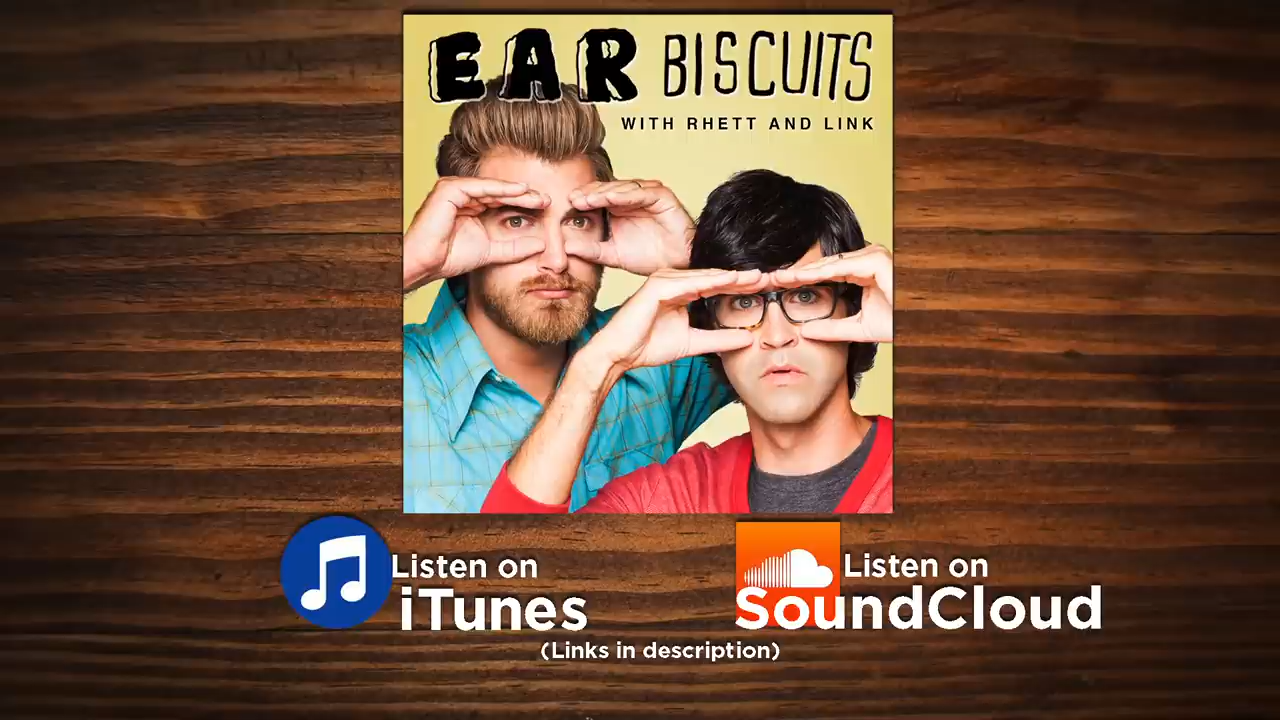 EAR BISCUITS
WITH RHETT AND LINK
Listen on
iTunes
Listen on
SoundCloud
(Links in description)